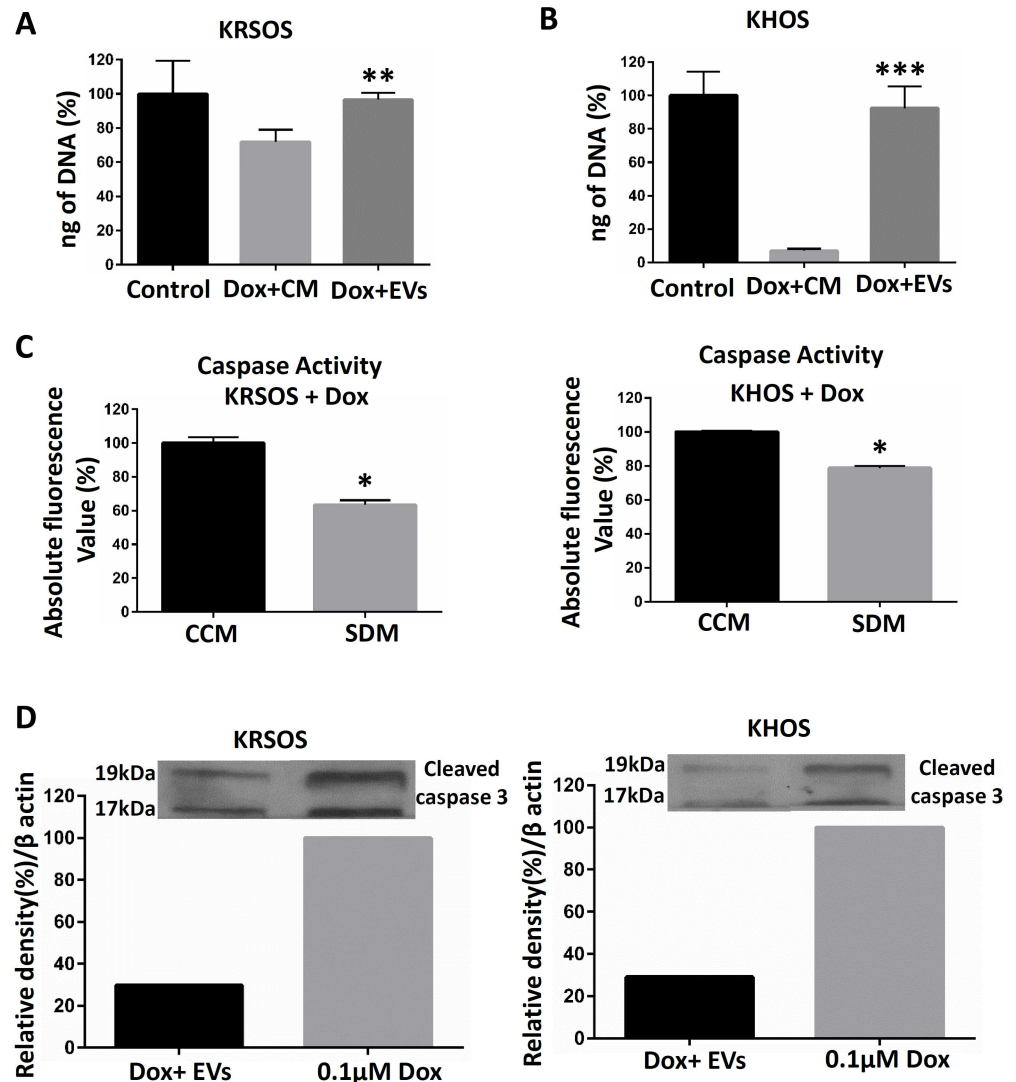 A
KRSOS
ng of DNA (%)
120
100
80
60
40
20
0
**
Control Dox+CM Dox+EVs
B
KHOS
ng of DNA (%)
120
100
80
60
40
20
0
***
Control Dox+CM Dox+EVs
C
Caspase Activity
KRSOS + Dox
Absolute fluorescence
Value (%)
120
100
80
60
40
20
0
*
CCM SDM
Caspase Activity
KHOS + Dox
Absolute fluorescence
Value (%)
120
100
80
60
40
20
0
*
CCM SDM
D
KRSOS
19kDa
17kDa
Cleaved
caspase 3
Relative density(%)/β actin
120
100
80
60
40
20
0
Dox+ EVs 0.1µM Dox
KHOS
19kDa
17kDa
Cleaved
caspase 3
Relative density(%)/β actin
120
100
80
60
40
20
0
Dox+ EVs 0.1µM Dox